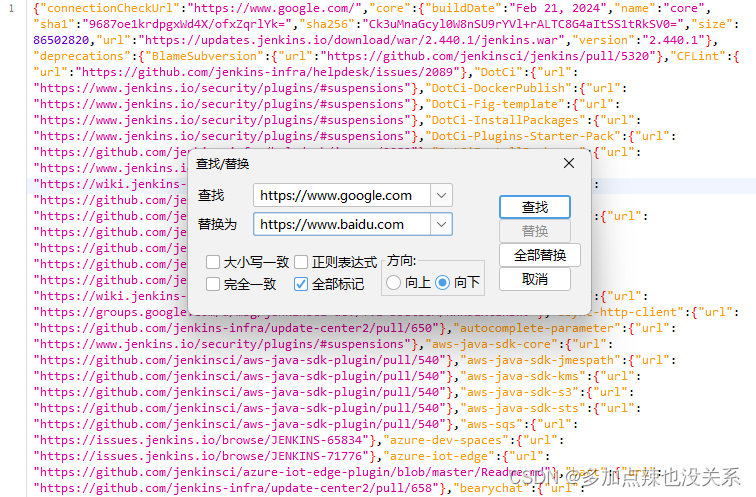 1 {"connectionCheckUrl":"https://www.google.com/","core":{"buildDate":"Feb 21, 2024","name":"core",
"sha1":"9687oe1krdpgxWd4X/ofxZqrlYk=","sha256":"Ck3uMnaGcyl0W8nSU9rYVl+rALTC8G4aItSS1tRkSV0=","size":
86502820,"url":"https://updates.jenkins.io/download/war/2.440.1/jenkins.war","version":"2.440.1"},
"deprecations":{"BlameSubversion":{"url":"https://github.com/jenkinsci/jenkins/pull/5320"},"CFLint":{
"url":"https://github.com/jenkins-infra/helpdesk/issues/2089"},"DotCi":{"url":
"https://www.jenkins.io/security/plugins/#suspensions"},"DotCi-DockerPublish":{"url":
"https://www.jenkins.io/security/plugins/#suspensions"},"DotCi-Fig-template":{"url":
"https://www.jenkins.io/security/plugins/#suspensions"},"DotCi-InstallPackages":{"url":
"https://www.jenkins.io/security/plugins/#suspensions"},"DotCi-Plugins-Starter-Pack":{"url":
"https://github.com/je
:{"url":
查找/替换
"https://www.jenkins.i
查找 https://www.google.com 查找
"https://wiki.jenkins-
:
"https://github.com/je
替换为 https://www.baidu.com 替换
"https://github.com/je
{"url":
"https://github.com/je
全部替换
"https://github.com/je
大小写一致 正则表达式 方向:
"https://github.com/je
完全一致 全部标记 向上 向下 取消
"https://wiki.jenkins-
{"url":
"https://groups.google.
-http-client":{"url":
"https://github.com/jenkins-infra/update-center2/pull/650"},"autocomplete-parameter":{"url":
"https://www.jenkins.io/security/plugins/#suspensions"},"aws-java-sdk-core":{"url":
"https://github.com/jenkinsci/aws-java-sdk-plugin/pull/540"},"aws-java-sdk-jmespath":{"url":
"https://github.com/jenkinsci/aws-java-sdk-plugin/pull/540"},"aws-java-sdk-kms":{"url":
"https://github.com/jenkinsci/aws-java-sdk-plugin/pull/540"},"aws-java-sdk-s3":{"url":
"https://github.com/jenkinsci/aws-java-sdk-plugin/pull/540"},"aws-java-sdk-sts":{"url":
"https://github.com/jenkinsci/aws-java-sdk-plugin/pull/540"},"aws-sqs":{"url":
"https://issues.jenkins.io/browse/JENKINS-65834"},"azure-dev-spaces":{"url":
"https://issues.jenkins.io/browse/JENKINS-71776"},"azure-iot-edge":{"url":
"https://github.com/jenkinsci/azure-iot-edge-plugin/blob/master/Readme.md"},
"https://github.com/jenkins-infra/update-center2/pull/658"},"bearychat":{"url":
CSDN @多加点辣也没关系